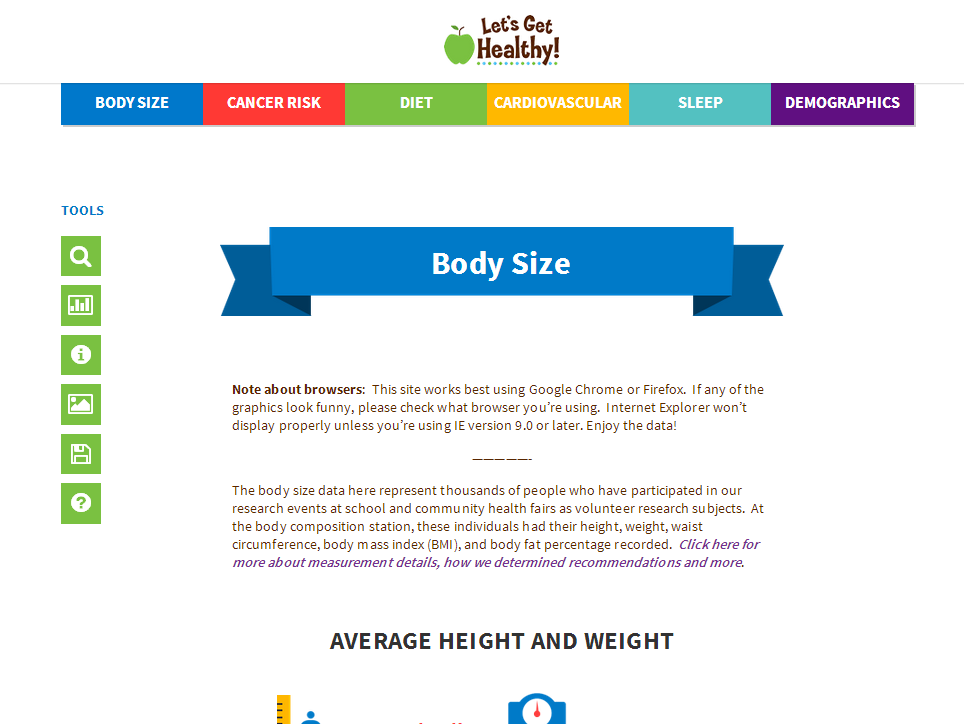 Let's Get
Healthy!
BODY SIZE CANCER RISK DIET CARDIOVASCULAR SLEEP DEMOGRAPHICS
TOOLS
Body Size
Note about browsers:  This site works best using Google Chrome or Firefox.  If any of the
graphics look funny, please check what browser you’re using.  Internet Explorer won’t
display properly unless you’re using IE version 9.0 or later. Enjoy the data!
—————-
The body size data here represent thousands of people who have participated in our
research events at school and community health fairs as volunteer research subjects.  At
the body composition station, these individuals had their height, weight, waist
circumference, body mass index (BMI), and body fat percentage recorded.  Click here for
more about measurement details, how we determined recommendations and more.
AVERAGE HEIGHT AND WEIGHT